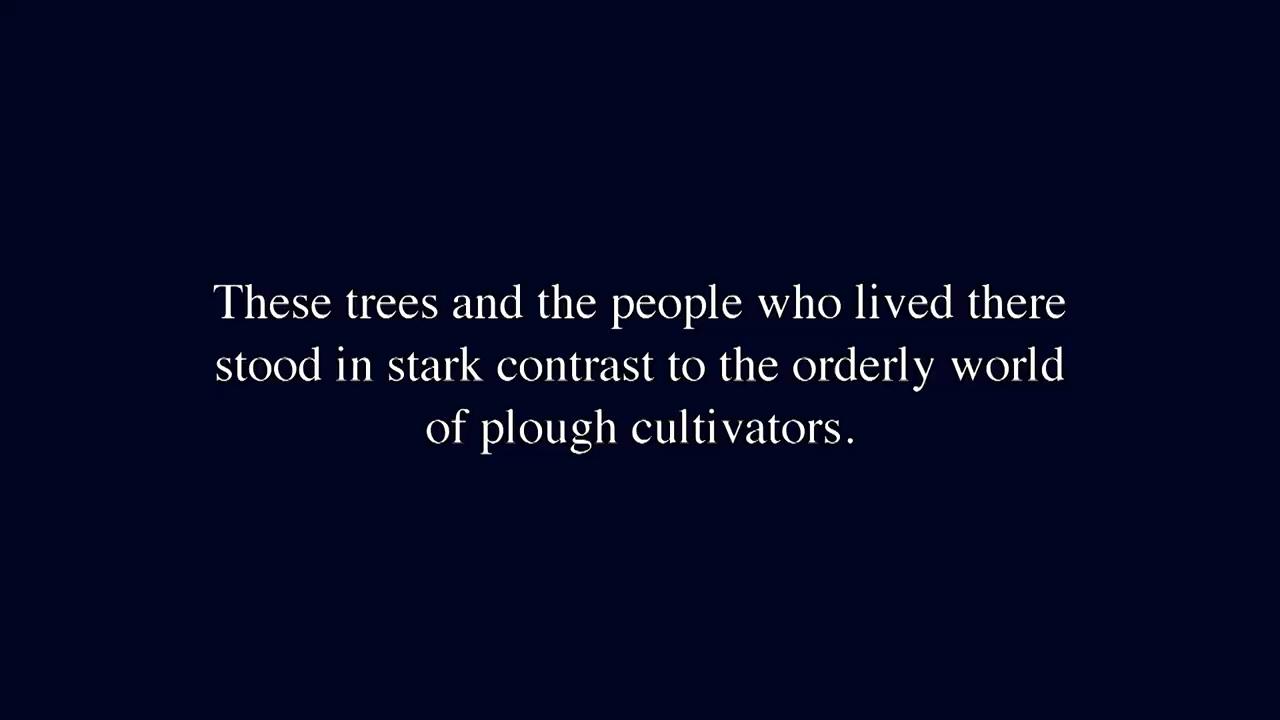 These trees and the people who lived there
stood in stark contrast to the orderly world
of plough cultivators.